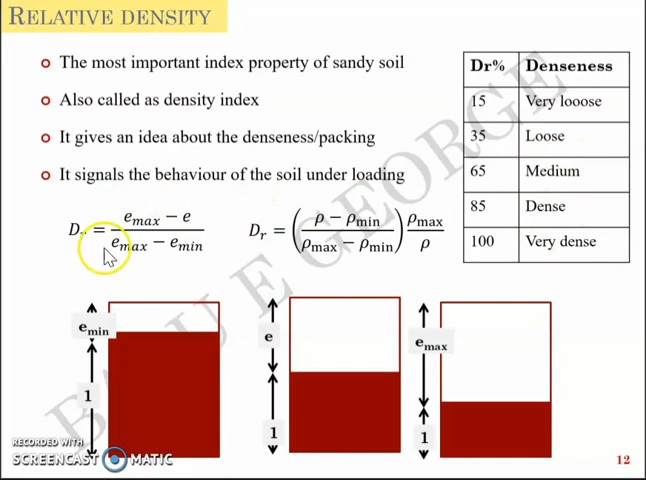 RELATIVE DENSITY
The most important index property of sandy soil
Also called as density index
It gives an idea about the denseness/packing
It signals the behaviour of the soil under loading
Dr% Denseness
15 Very looose
35 Loose
65 Medium
85 Dense
100 Very dense
D.. = (e_max − e) / (e_max − e_min)
D_r = ((ρ − ρ_min) / (ρ_max − ρ_min)) ρ_max / ρ
e_min
1
e
1
e_max
1
RECORDED WITH
SCREENCAST MATIC
12